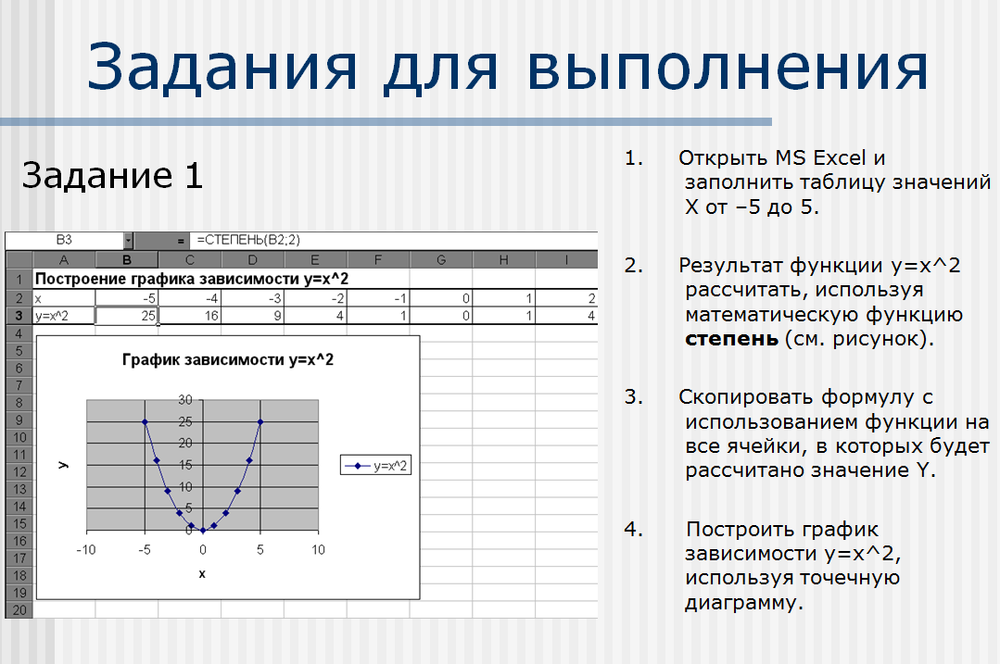 Задания для выполнения
Задание 1
B3 = =СТЕПЕНЬ(B2;2)
A B C D E F G H I
1 Построение графика зависимости y=x^2
2 x -5 -4 -3 -2 -1 0 1 2
3 y=x^2 25 16 9 4 1 0 1 4
4
5
6
7
8
9
10
11
12
13
14
15
16
17
18
19
20
График зависимости y=x^2
30
25
20
15
10
5
0
-10 -5 0 5 10
y
x
y=x^2
1. Открыть MS Excel и
заполнить таблицу значений
X от –5 до 5.
2. Результат функции y=x^2
рассчитать, используя
математическую функцию
степень (см. рисунок).
3. Скопировать формулу с
использованием функции на
все ячейки, в которых будет
рассчитано значение Y.
4. Построить график
зависимости y=x^2,
используя точечную
диаграмму.